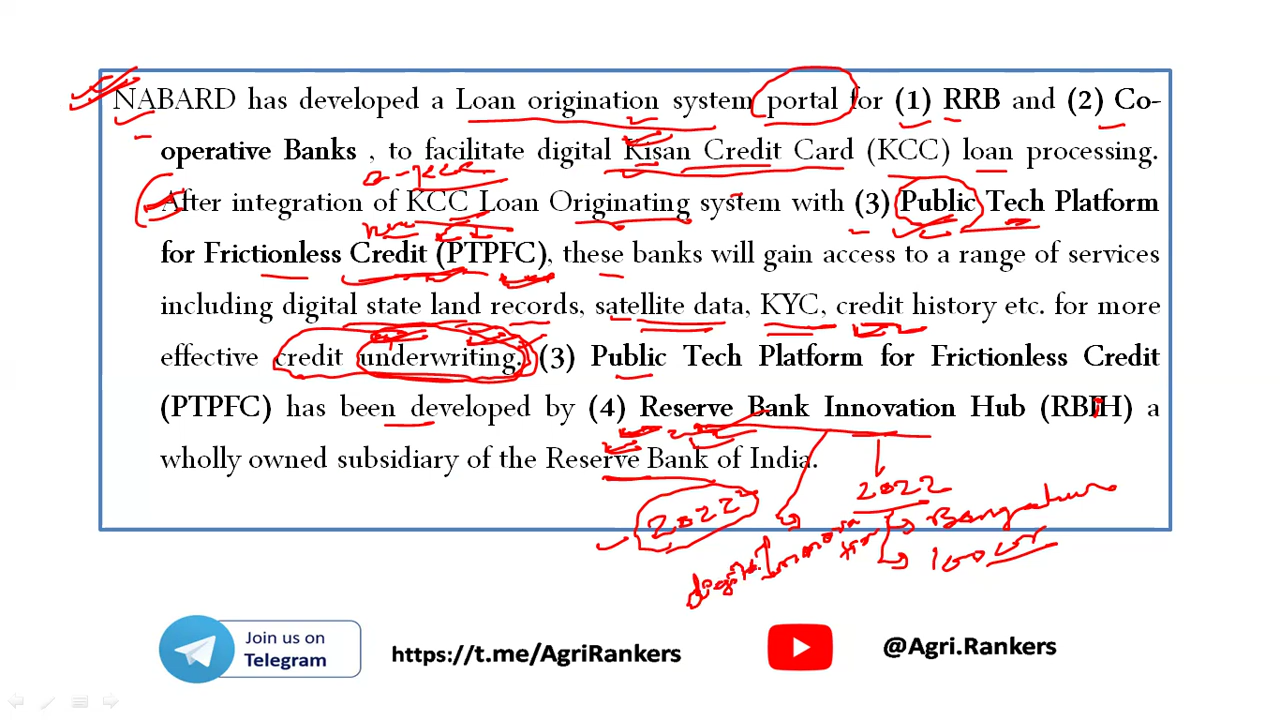 NABARD has developed a Loan origination system portal for (1) RRB and (2) Co-
operative Banks , to facilitate digital Kisan Credit Card (KCC) loan processing.
e-KCC
After integration of KCC Loan Originating system with (3) Public Tech Platform
for Frictionless Credit (PTPFC), these banks will gain access to a range of services
including digital state land records, satellite data, KYC, credit history etc. for more
effective credit underwriting. (3) Public Tech Platform for Frictionless Credit
(PTPFC) has been developed by (4) Reserve Bank Innovation Hub (RBIH) a
wholly owned subsidiary of the Reserve Bank of India.
2022
2022
Bangalore
100 cr
digital
Innovation
Join us on
Telegram
https://t.me/AgriRankers
@Agri.Rankers